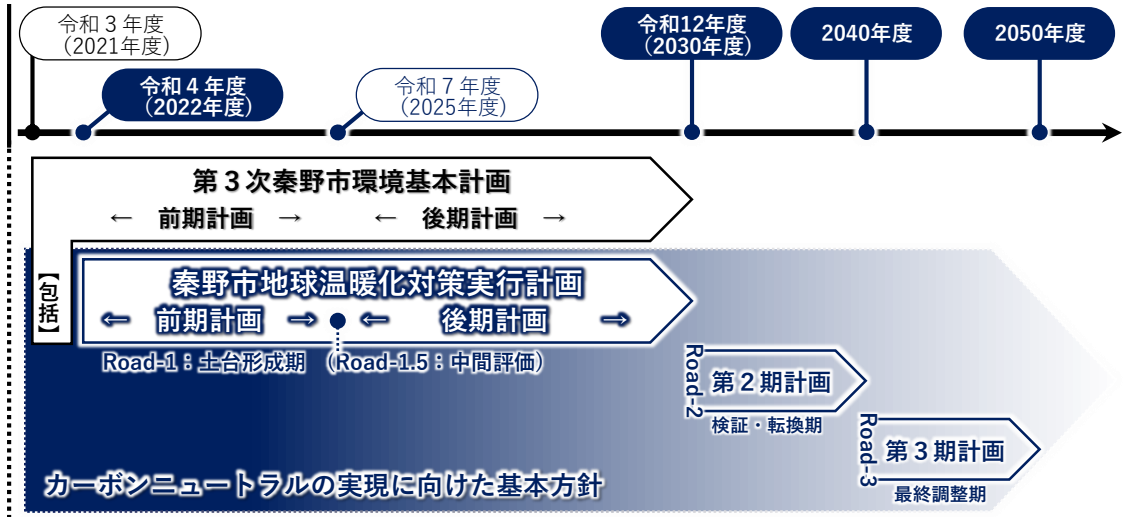 令和３年度
（2021年度）
令和４年度
（2022年度）
令和７年度
（2025年度）
令和12年度
（2030年度）
2040年度
2050年度
第３次秦野市環境基本計画
← 前期計画 → ← 後期計画 →
【包括】
秦野市地球温暖化対策実行計画
← 前期計画 → ← 後期計画 →
Road-1：土台形成期 （Road-1.5：中間評価）
Road-2
第２期計画
検証・転換期
Road-3
第３期計画
最終調整期
カーボンニュートラルの実現に向けた基本方針